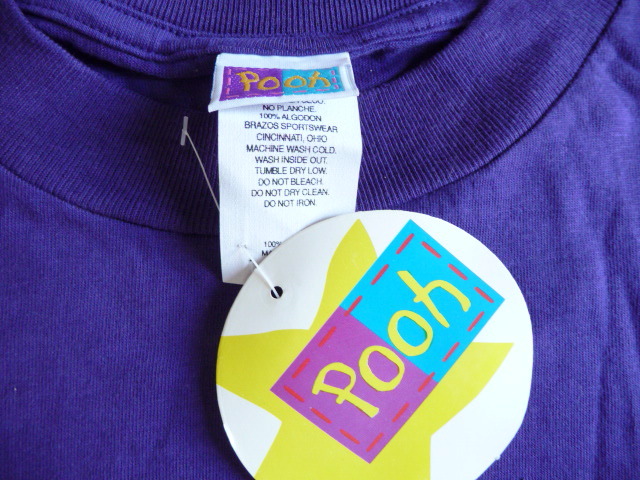 Pooh
NO PLANCHE.
100% ALGODON
BRAZOS SPORTSWEAR
CINCINNATI, OHIO
MACHINE WASH COLD.
WASH INSIDE OUT.
TUMBLE DRY LOW.
DO NOT BLEACH.
DO NOT DRY CLEAN.
DO NOT IRON.
100%
Pooh